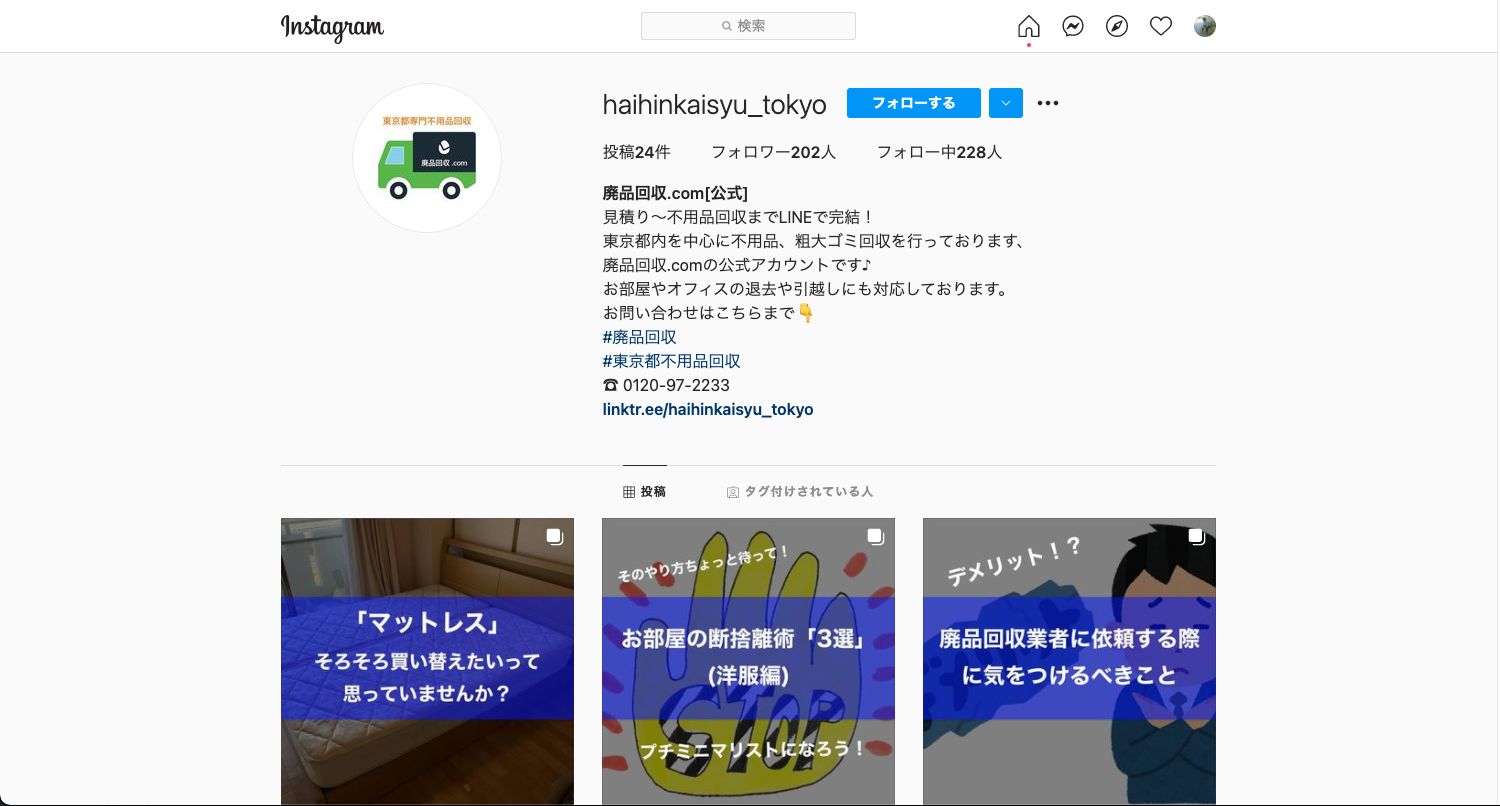 Instagram
検索
東京都専門不用品回収
廃品回収.com
haihinkaisyu_tokyo
フォローする
投稿24件 フォロワー202人 フォロー中228人
廃品回収.com[公式]
見積り〜不用品回収までLINEで完結！
東京都内を中心に不用品、粗大ゴミ回収を行っております、
廃品回収.comの公式アカウントです♪
お部屋やオフィスの退去や引越しにも対応しております。
お問い合わせはこちらまで👇
#廃品回収
#東京都不用品回収
☎ 0120-97-2233
linktr.ee/haihinkaisyu_tokyo
投稿 タグ付けされている人
「マットレス」
そろそろ買い替えたいって
思っていませんか？
そのやり方ちょっと待って！
お部屋の断捨離術「3選」
(洋服編)
STOP
プチミニマリストになろう！
デメリット！？
廃品回収業者に依頼する際
に気をつけるべきこと